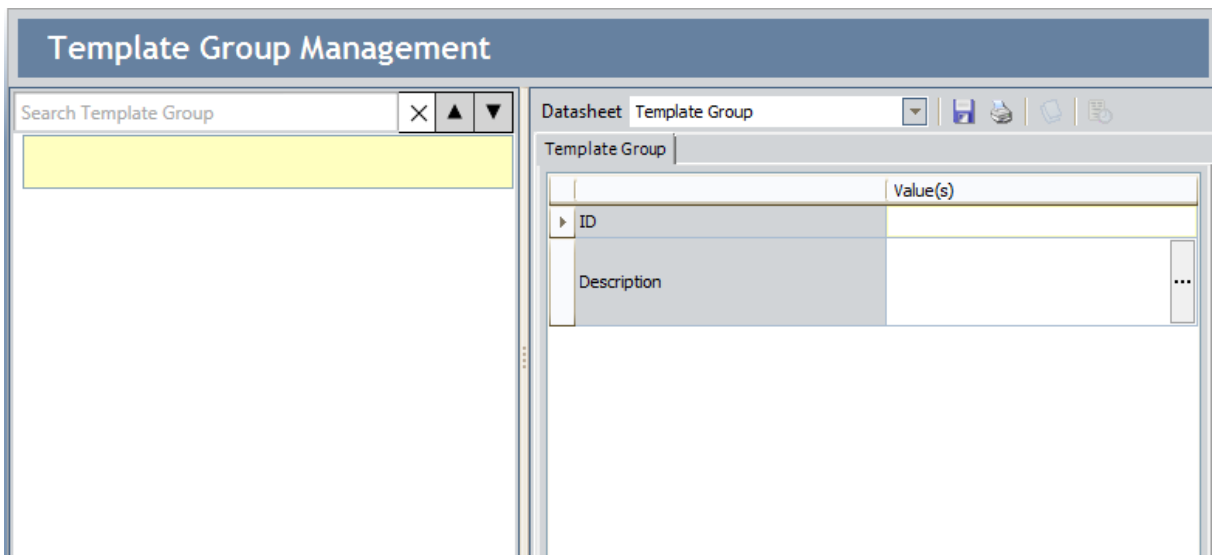 Template Group Management
Search Template Group
Datasheet Template Group
Template Group
Value(s)
ID
Description
...